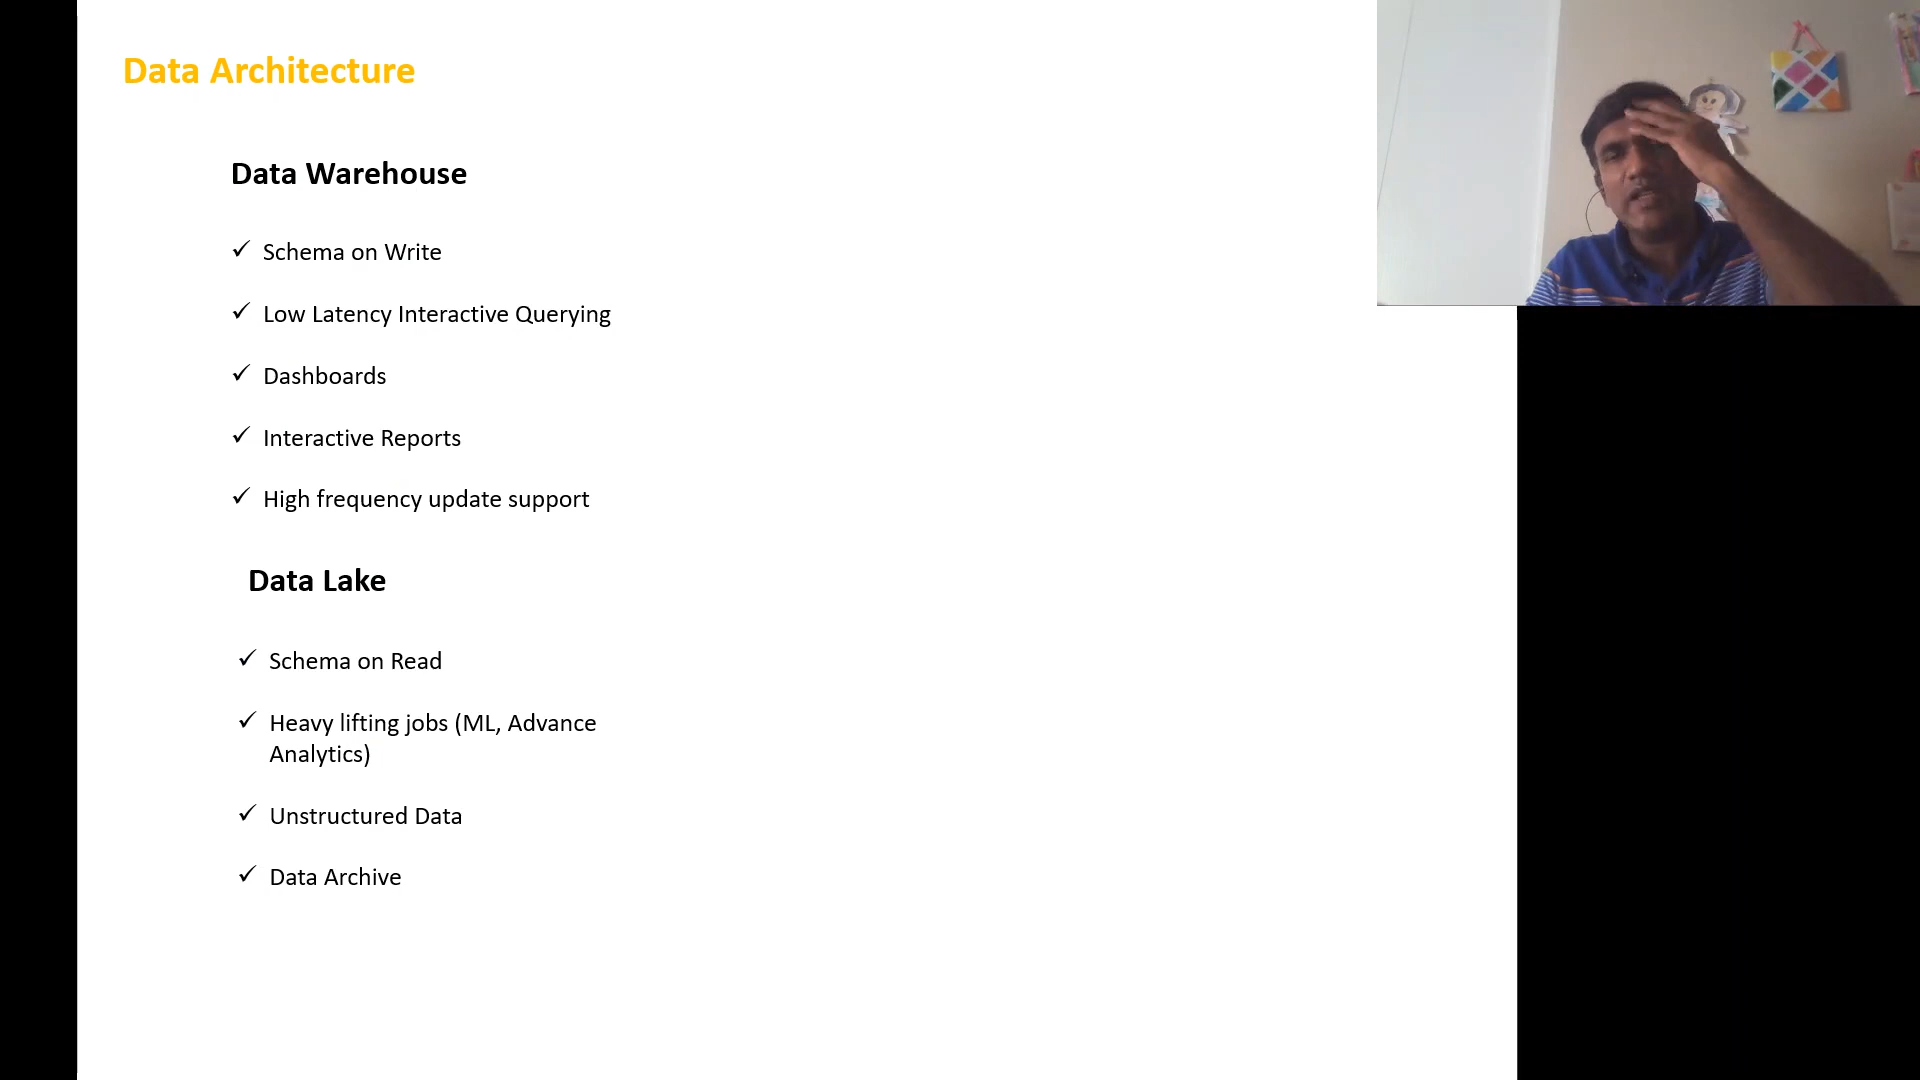 Data Architecture
Data Warehouse
✓ Schema on Write
✓ Low Latency Interactive Querying
✓ Dashboards
✓ Interactive Reports
✓ High frequency update support
Data Lake
✓ Schema on Read
✓ Heavy lifting jobs (ML, Advance
Analytics)
✓ Unstructured Data
✓ Data Archive